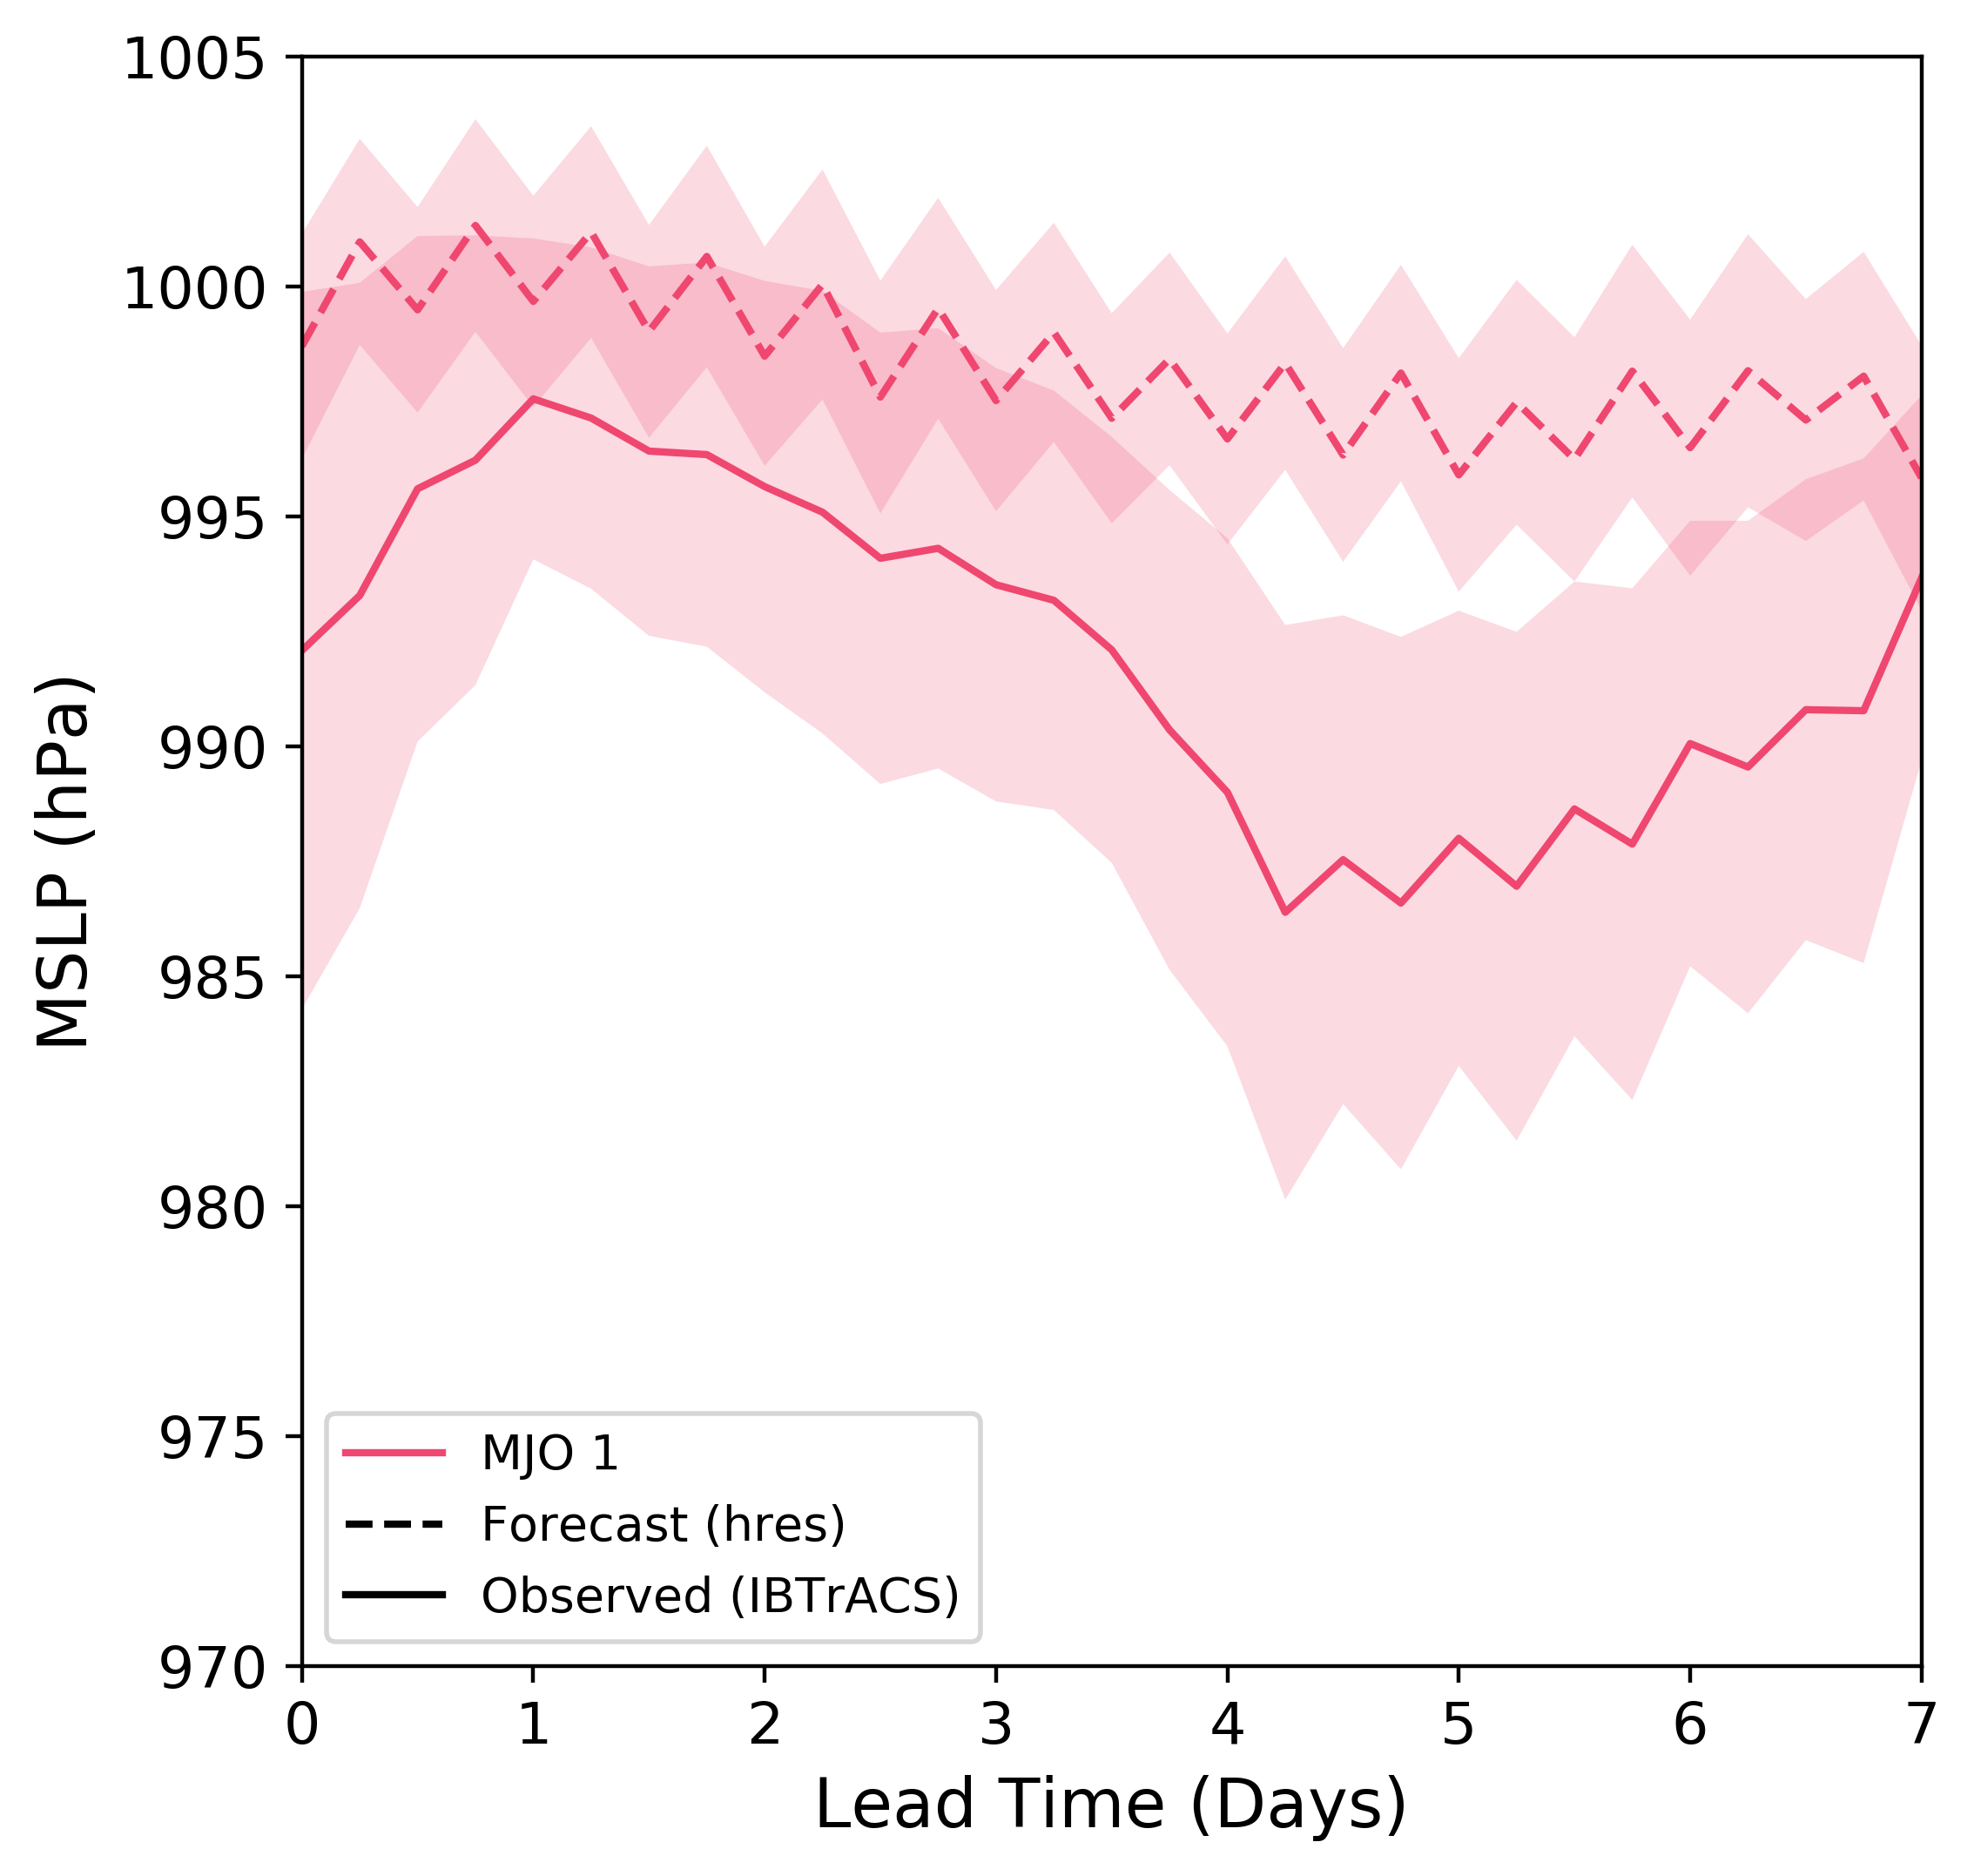 1005
1000
995
990
985
980
975
970
MSLP (hPa)
MJO 1
Forecast (hres)
Observed (IBTrACS)
0 1 2 3 4 5 6 7
Lead Time (Days)